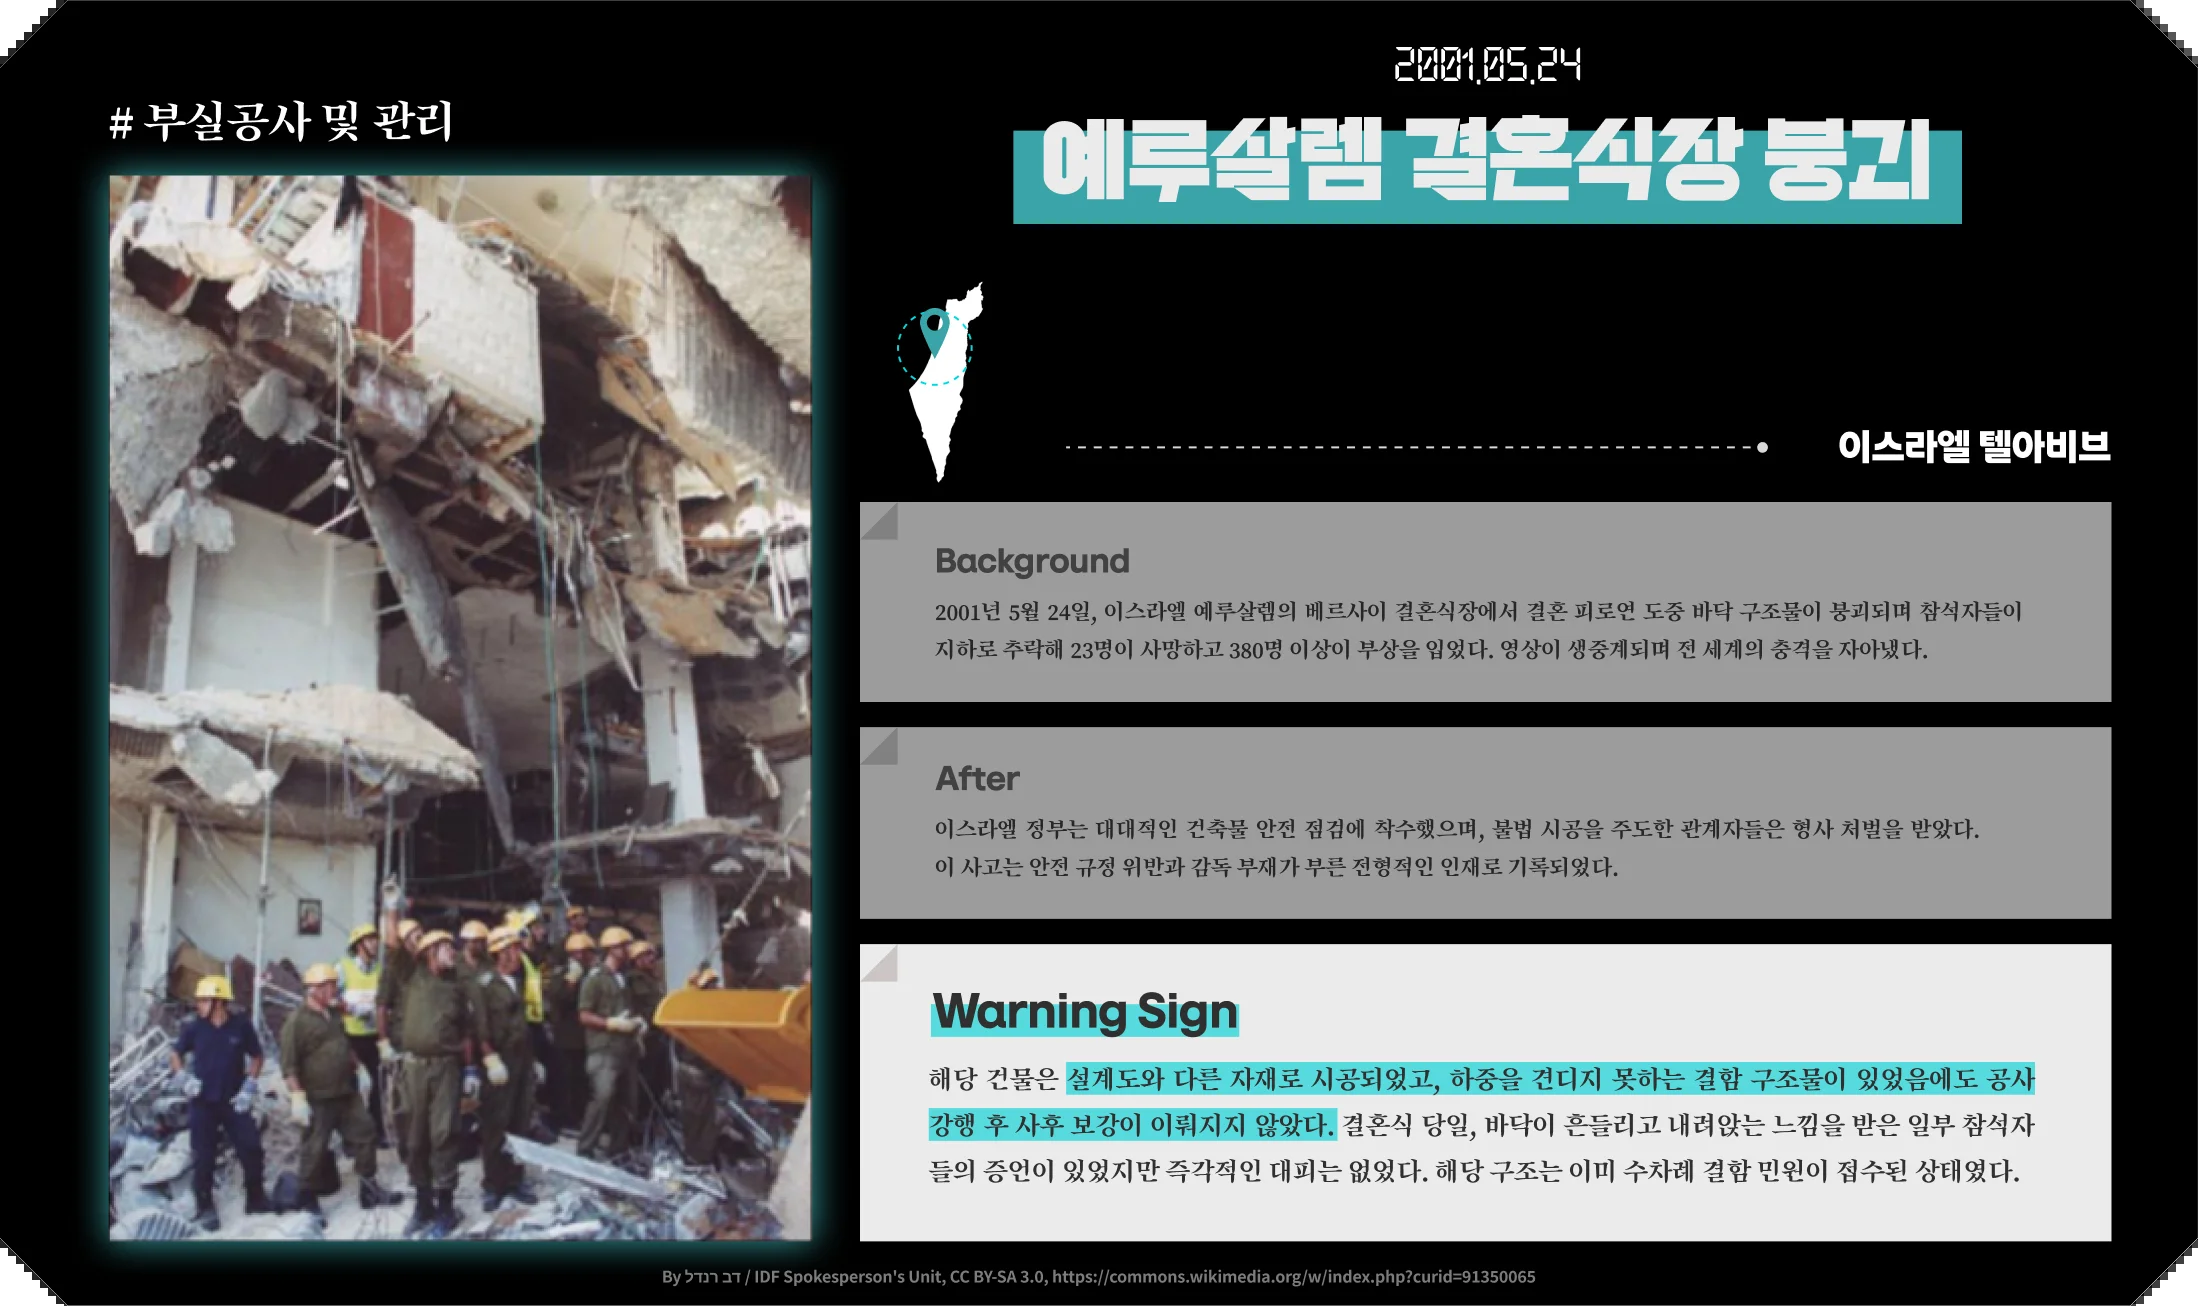 # 부실공사 및 관리
2001.05.24
예루살렘 결혼식장 붕괴
이스라엘 텔아비브
Background
2001년 5월 24일, 이스라엘 예루살렘의 베르사이 결혼식장에서 결혼 피로연 도중 바닥 구조물이 붕괴되며 참석자들이
지하로 추락해 23명이 사망하고 380명 이상이 부상을 입었다. 영상이 생중계되며 전 세계의 충격을 자아냈다.
After
이스라엘 정부는 대대적인 건축물 안전 점검에 착수했으며, 불법 시공을 주도한 관계자들은 형사 처벌을 받았다.
이 사고는 안전 규정 위반과 감독 부재가 부른 전형적인 인재로 기록되었다.
Warning Sign
해당 건물은 설계도와 다른 자재로 시공되었고, 하중을 견디지 못하는 결함 구조물이 있었음에도 공사
강행 후 사후 보강이 이뤄지지 않았다. 결혼식 당일, 바닥이 흔들리고 내려앉는 느낌을 받은 일부 참석자
들의 증언이 있었지만 즉각적인 대피는 없었다. 해당 구조는 이미 수차례 결함 민원이 접수된 상태였다.
By דב רנדל / IDF Spokesperson's Unit, CC BY-SA 3.0, https://commons.wikimedia.org/w/index.php?curid=91350065